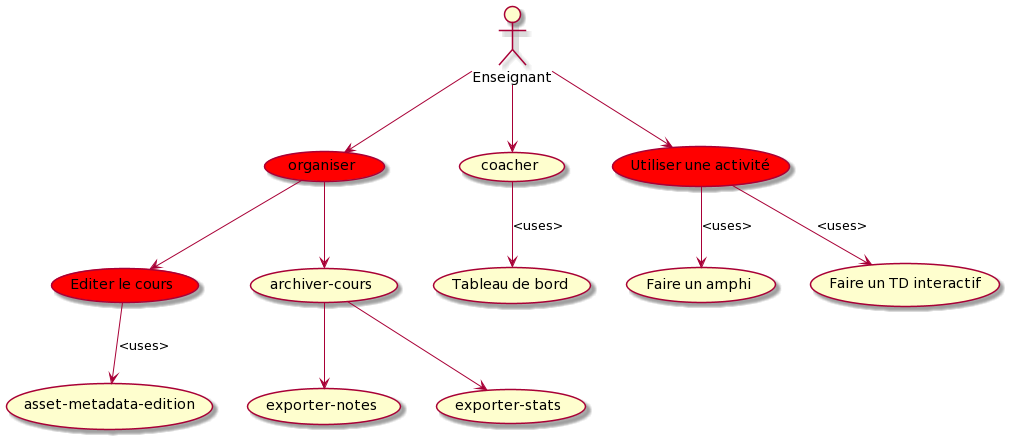 Enseignant
organiser
coacher
Utiliser une activité
<uses>
<uses>
<uses>
Editer le cours
archiver-cours
Tableau de bord
Faire un amphi
Faire un TD interactif
<uses>
asset-metadata-edition
exporter-notes
exporter-stats